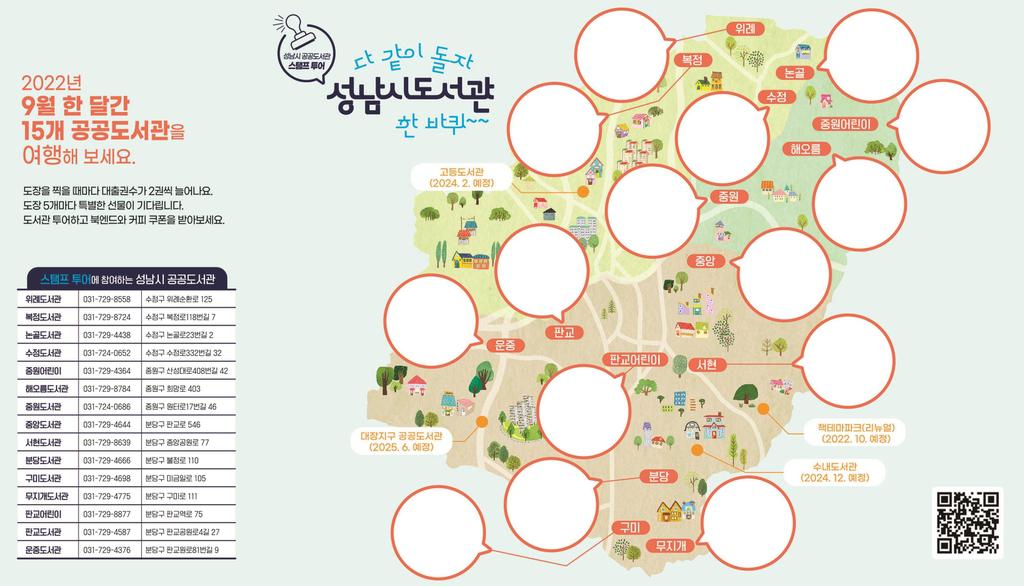 성남시 공공도서관
스탬프 투어
다 같이 돌자
성남시도서관
한 바퀴~~
2022년
9월 한 달간
15개 공공도서관을
여행해 보세요.
도장을 찍을 때마다 대출권수가 2권씩 늘어나요.
도장 5개마다 특별한 선물이 기다립니다.
도서관 투어하고 북엔드와 커피 쿠폰을 받아보세요.
스탬프 투어에 참여하는 성남시 공공도서관
위례도서관 031-729-8558 수정구 위례순환로 125
복정도서관 031-729-8724 수정구 복정로118번길 7
논골도서관 031-729-4438 수정구 논골로23번길 2
수정도서관 031-724-0652 수정구 수정로332번길 32
중원어린이 031-729-4364 중원구 산성대로408번길 42
해오름도서관 031-729-8784 중원구 희망로 403
중원도서관 031-724-0686 중원구 원터로17번길 46
중앙도서관 031-729-4644 분당구 판교로 546
서현도서관 031-729-8639 분당구 중앙공원로 77
분당도서관 031-729-4666 분당구 불정로 110
구미도서관 031-729-4698 분당구 미금일로 105
무지개도서관 031-729-4775 분당구 구미로 111
판교어린이 031-729-8877 분당구 판교역로 75
판교도서관 031-729-4587 분당구 판교공원로4길 27
운중도서관 031-729-4376 분당구 판교원로81번길 9
위례
복정
논골
수정
중원어린이
해오름
고등도서관
(2024. 2. 예정)
중원
중앙
판교
운중
판교어린이
서현
대장지구 공공도서관
(2025. 6. 예정)
책테마파크(리뉴얼)
(2022. 10. 예정)
수내도서관
(2024. 12. 예정)
분당
구미
무지개